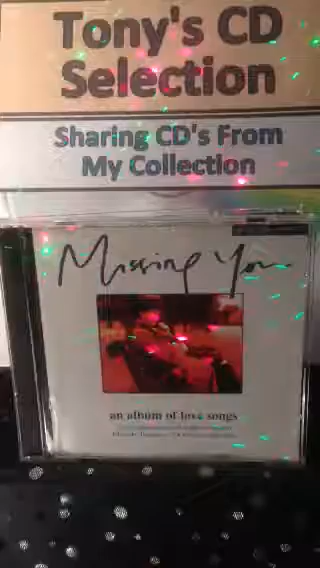 Tony's CD
Selection
Sharing CD's From
My Collection
Missing You
an album of love songs